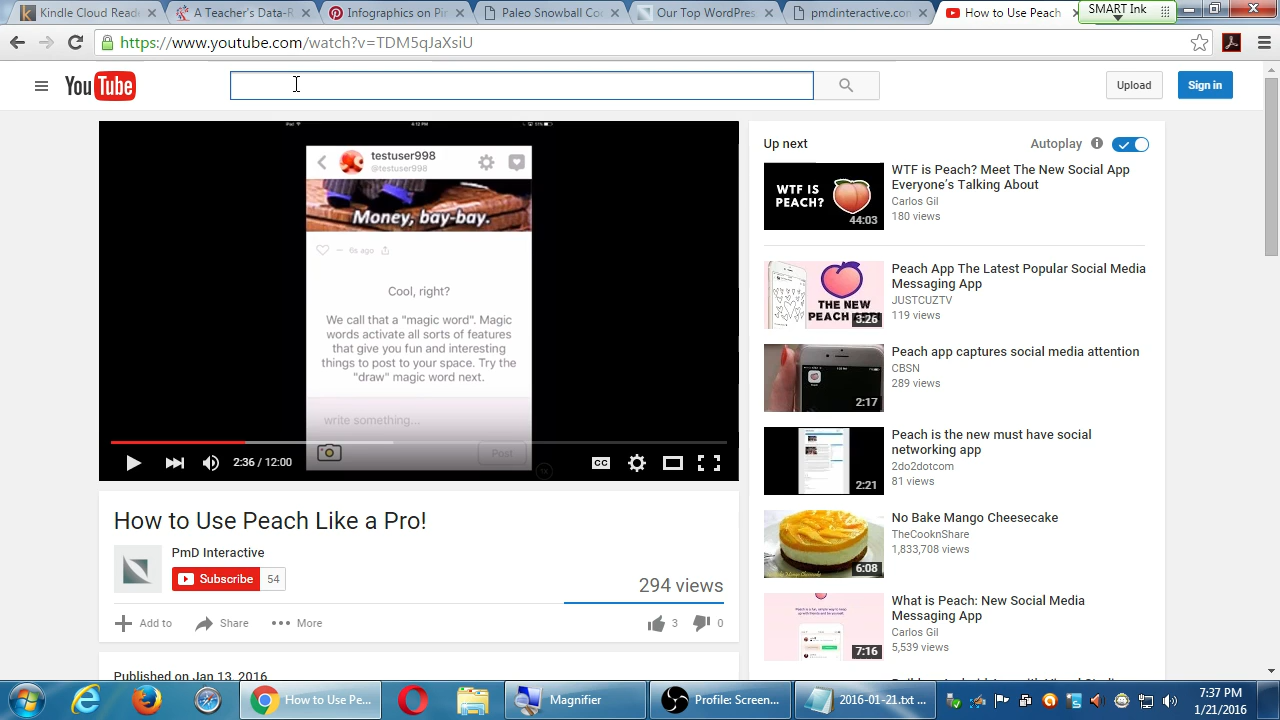 Kindle Cloud Read
A Teacher's Data-R
Infographics on Pin
Paleo Snowball Co
Our Top WordPres
pmdinteractive.com
How to Use Peach
SMART Ink
https://www.youtube.com/watch?v=TDM5qJaXsiU
YouTube
Upload
Sign in
iPad
4:12 PM
testuser998
@testuser998
Money, bay-bay.
6s ago
Cool, right?
We call that a "magic word". Magic
words activate all sorts of features
that give you fun and interesting
things to post to your space. Try the
"draw" magic word next.
write something...
Post
2:36 / 12:00
CC
How to Use Peach Like a Pro!
PmD Interactive
Subscribe 54
294 views
Add to
Share
More
3
0
Published on Jan 13, 2016
Up next
Autoplay
WTF IS
PEACH?
44:03
WTF is Peach? Meet The New Social App
Everyone's Talking About
Carlos Gil
180 views
THE NEW
PEACH
3:26
Peach App The Latest Popular Social Media
Messaging App
JUSTCUZTV
119 views
2:17
Peach app captures social media attention
CBSN
289 views
2:21
Peach is the new must have social
networking app
2do2dotcom
81 views
6:08
No Bake Mango Cheesecake
TheCooknShare
1,833,708 views
7:16
What is Peach: New Social Media
Messaging App
Carlos Gil
5,539 views
How to Use Pe...
Magnifier
Profile: Screen...
2016-01-21.txt ...
7:37 PM
1/21/2016